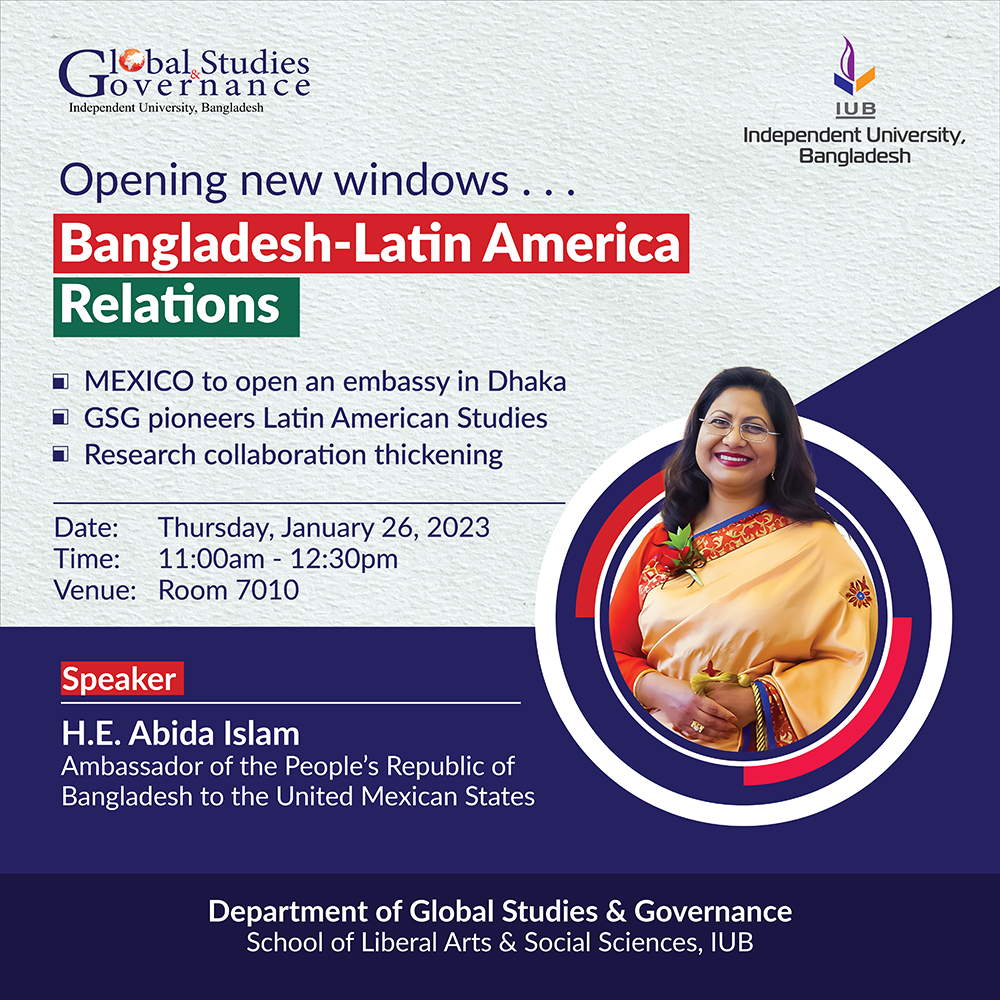 Global Studies
& Governance
Independent University, Bangladesh
IUB
Independent University,
Bangladesh
Opening new windows . . .
Bangladesh-Latin America
Relations
MEXICO to open an embassy in Dhaka
GSG pioneers Latin American Studies
Research collaboration thickening
Date: Thursday, January 26, 2023
Time: 11:00am - 12:30pm
Venue: Room 7010
Speaker
H.E. Abida Islam
Ambassador of the People’s Republic of
Bangladesh to the United Mexican States
Department of Global Studies & Governance
School of Liberal Arts & Social Sciences, IUB